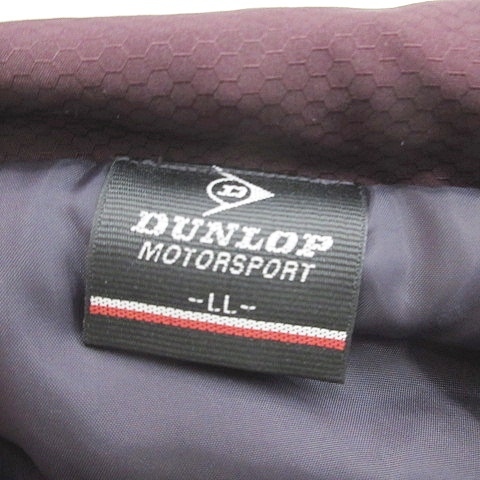 D
DUNLOP
MOTORSPORT
--LL--